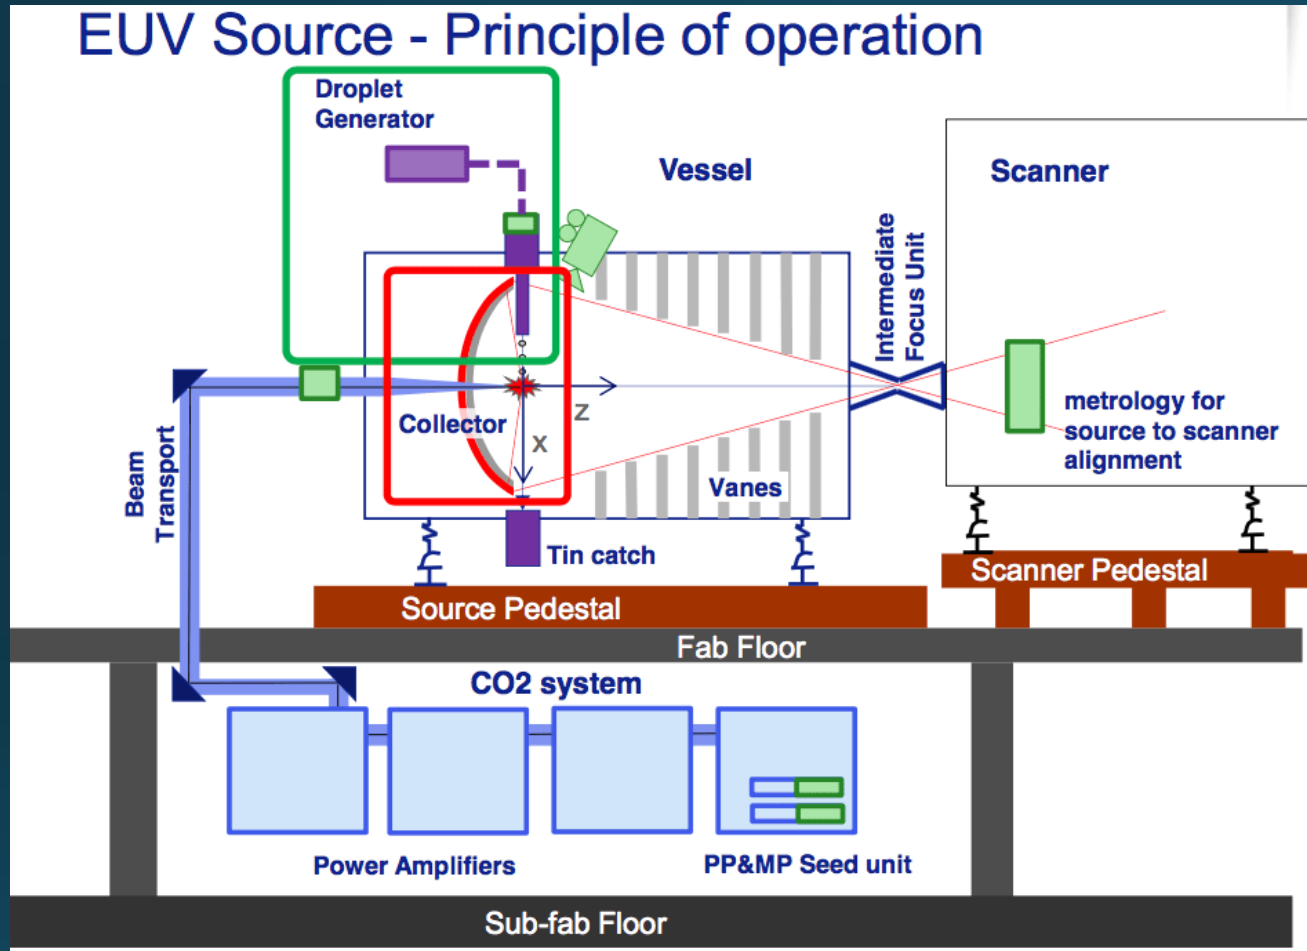 EUV Source - Principle of operation
Droplet
Generator
Vessel
Scanner
Intermediate
Focus Unit
Collector
Z
X
metrology for
source to scanner
alignment
Vanes
Beam
Transport
Tin catch
Source Pedestal
Scanner Pedestal
Fab Floor
CO2 system
Power Amplifiers
PP&MP Seed unit
Sub-fab Floor